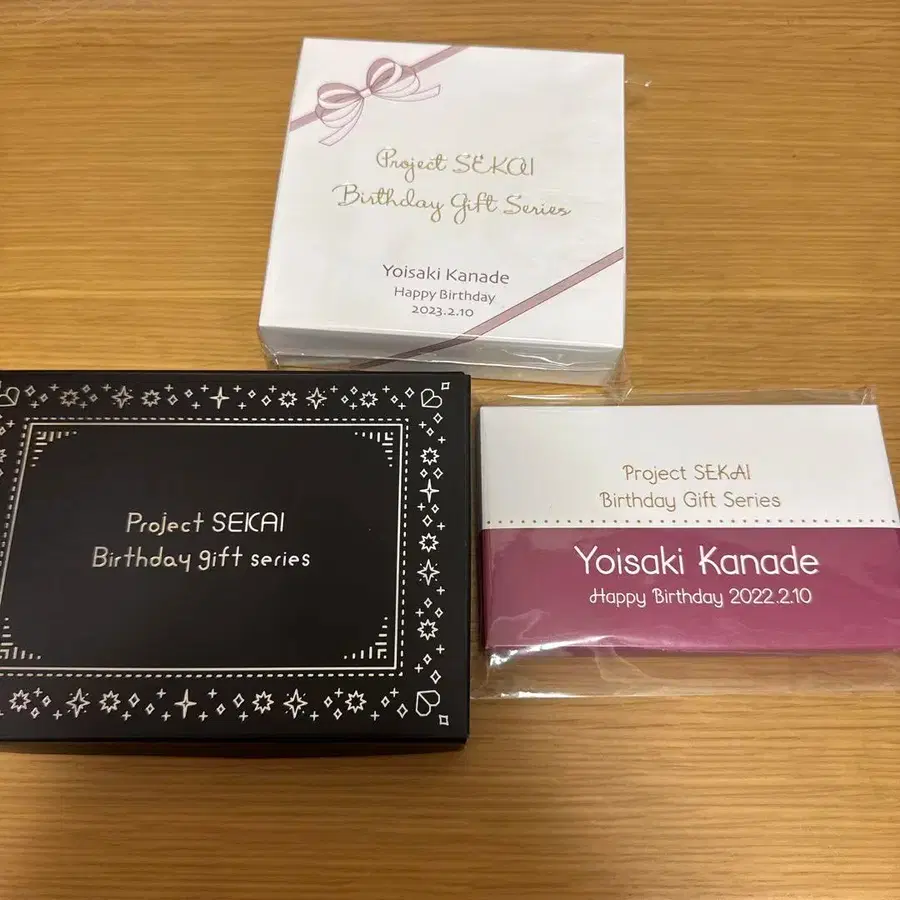 Project SEKAI
Birthday Gift Series
Yoisaki Kanade
Happy Birthday
2023.2.10
Project SEKAI
Birthday gift series
Project SEKAI
Birthday Gift Series
Yoisaki Kanade
Happy Birthday 2022.2.10